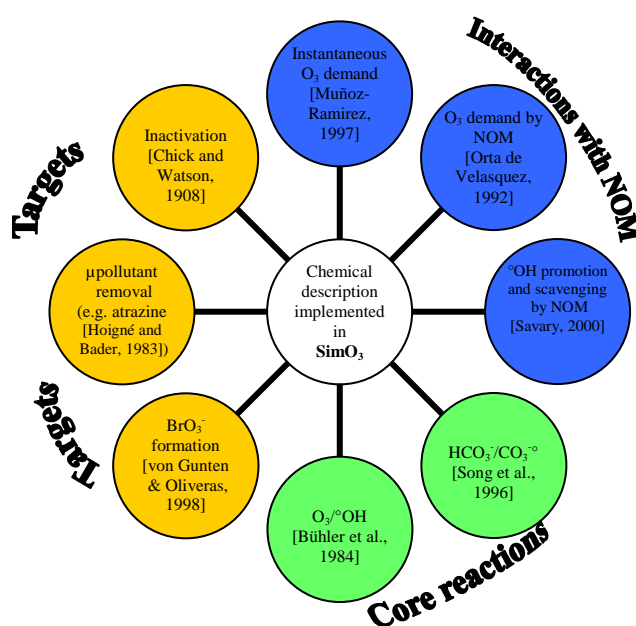 Instantaneous
O₃ demand
[Muñoz-
Ramirez,
1997]
Interactions with NOM
O₃ demand by
NOM
[Orta de
Velasquez,
1992]
°OH promotion
and scavenging
by NOM
[Savary, 2000]
HCO₃⁻/CO₃⁻°
[Song et al.,
1996]
Core reactions
O₃/°OH
[Bühler et al.,
1984]
BrO₃⁻
formation
[von Gunten
& Oliveras,
1998]
Targets
µpollutant
removal
(e.g. atrazine
[Hoigné and
Bader, 1983])
Targets
Inactivation
[Chick and
Watson,
1908]
Chemical
description
implemented
in
SimO₃